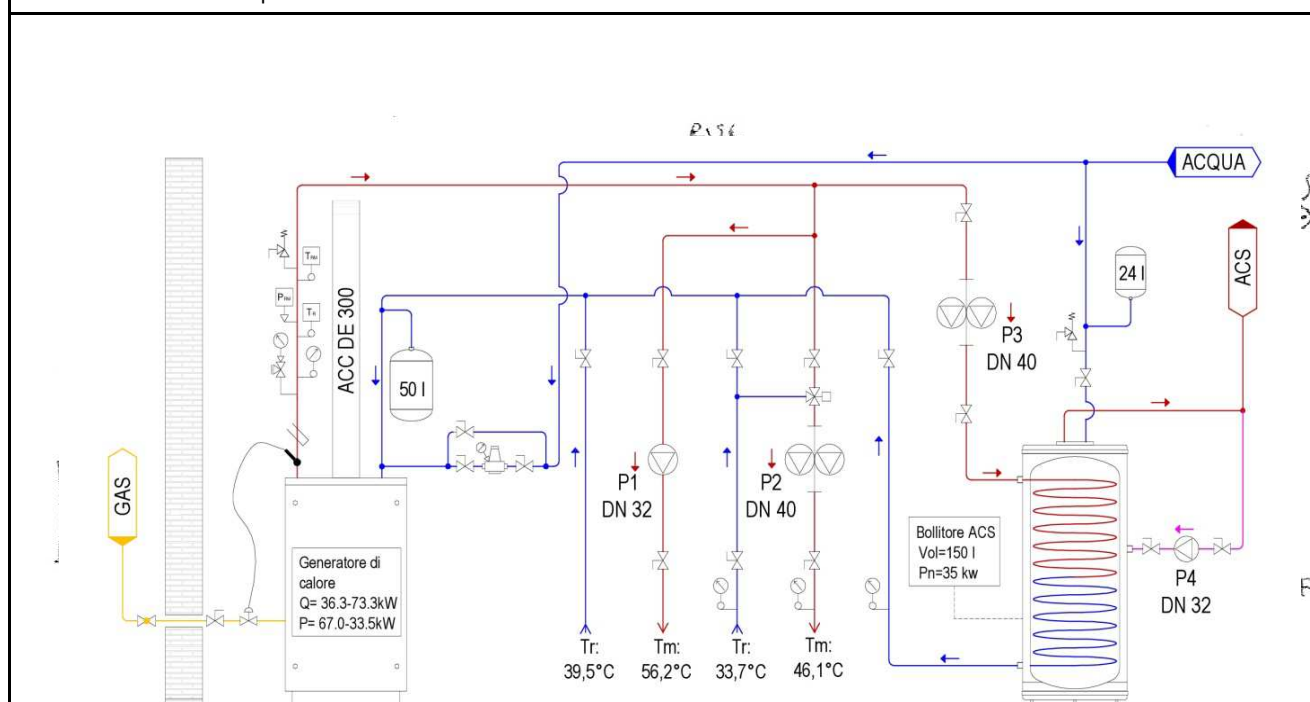 ACQUA
ACS
24 l
T RM
P RM
T R
ACC DE 300
50 l
P3
DN 40
GAS
P1
DN 32
P2
DN 40
Bollitore ACS
Vol=150 l
Pn=35 kw
P4
DN 32
Generatore di
calore
Q= 36.3-73.3kW
P= 67.0-33.5kW
Tr:
39,5°C
Tm:
56,2°C
Tr:
33,7°C
Tm:
46,1°C